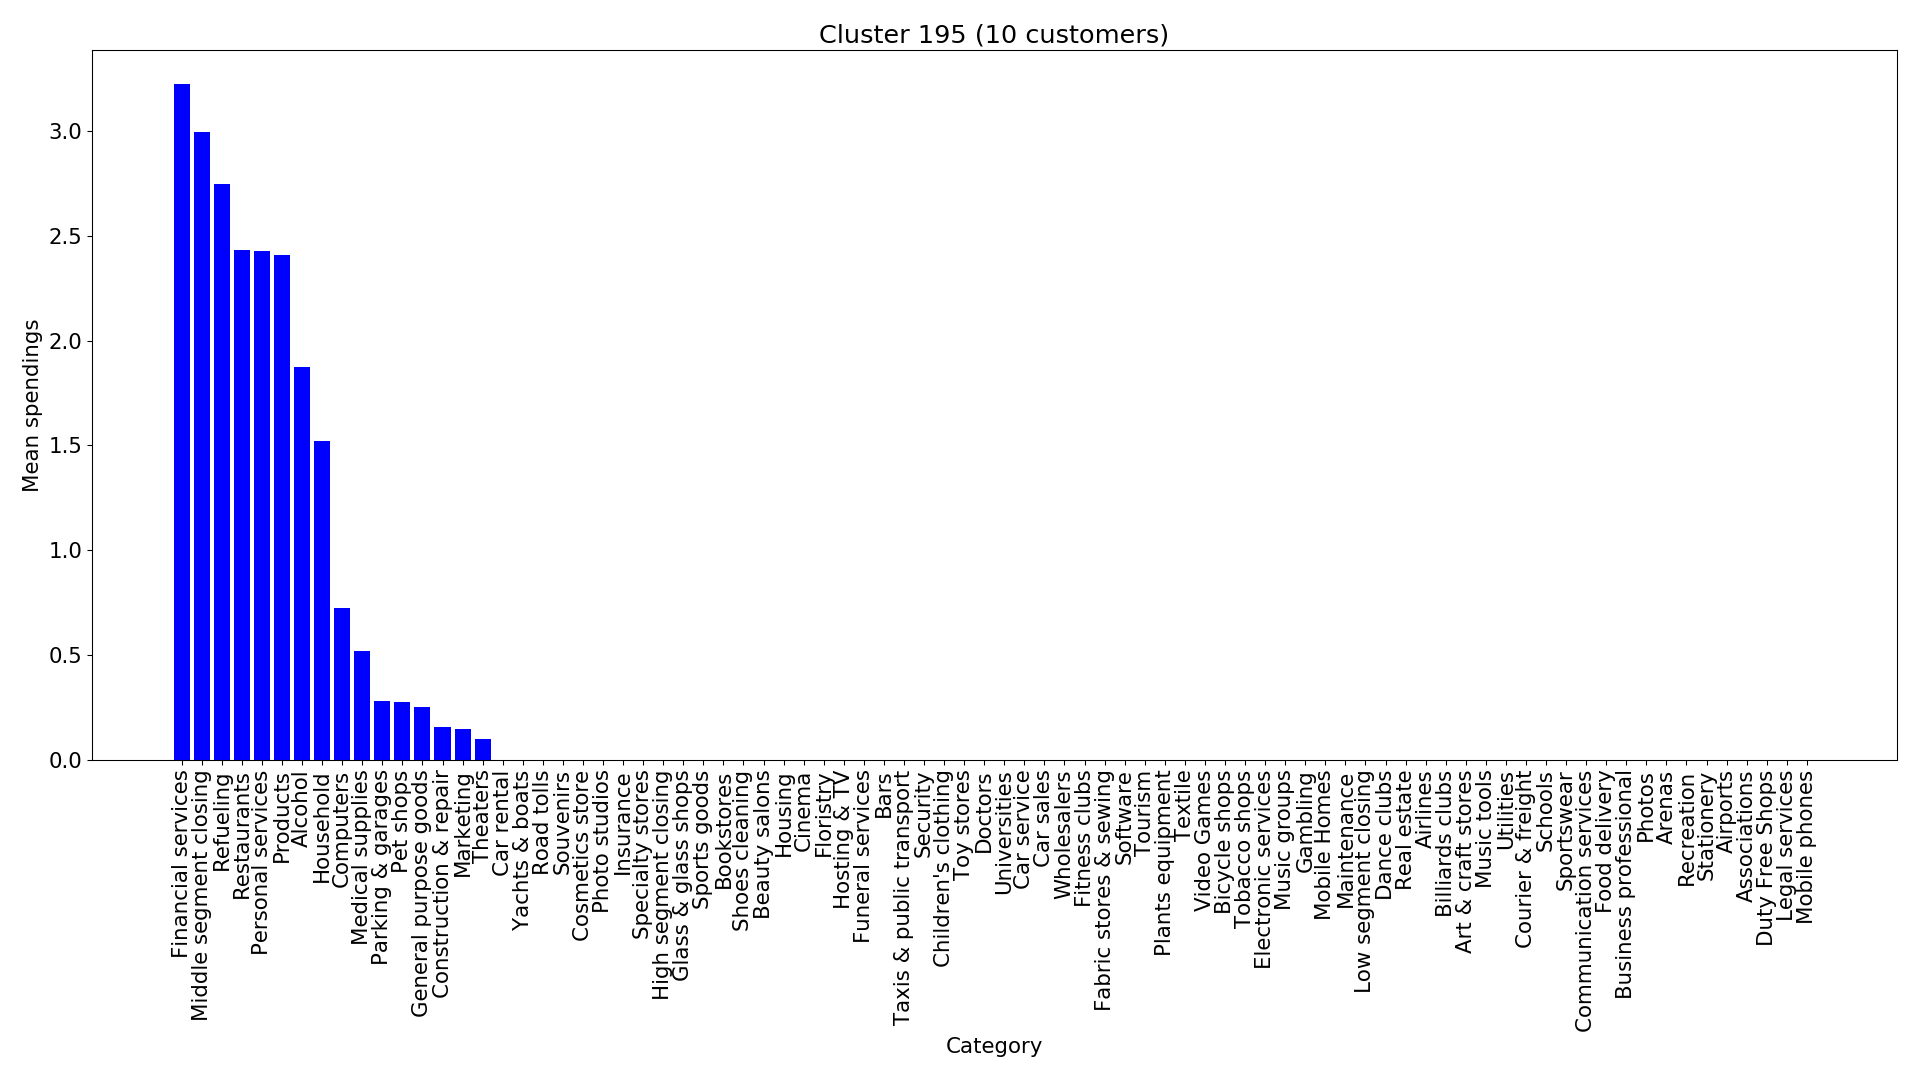 Cluster 195 (10 customers)
Mean spendings
3.0
2.5
2.0
1.5
1.0
0.5
0.0
Financial services
Middle segment closing
Refueling
Restaurants
Personal services
Products
Alcohol
Household
Computers
Medical supplies
Parking & garages
Pet shops
General purpose goods
Construction & repair
Marketing
Theaters
Car rental
Yachts & boats
Road tolls
Souvenirs
Cosmetics store
Photo studios
Insurance
Specialty stores
High segment closing
Glass & glass shops
Sports goods
Bookstores
Shoes cleaning
Beauty salons
Housing
Cinema
Floristry
Hosting & TV
Funeral services
Bars
Taxis & public transport
Security
Children's clothing
Toy stores
Doctors
Universities
Car service
Car sales
Wholesalers
Fitness clubs
Fabric stores & sewing
Software
Tourism
Plants equipment
Textile
Video Games
Bicycle shops
Tobacco shops
Electronic services
Music groups
Gambling
Mobile Homes
Maintenance
Low segment closing
Dance clubs
Real estate
Airlines
Billiards clubs
Art & craft stores
Music tools
Utilities
Courier & freight
Schools
Sportswear
Communication services
Food delivery
Business professional
Photos
Arenas
Recreation
Stationery
Airports
Associations
Duty Free Shops
Legal services
Mobile phones
Category